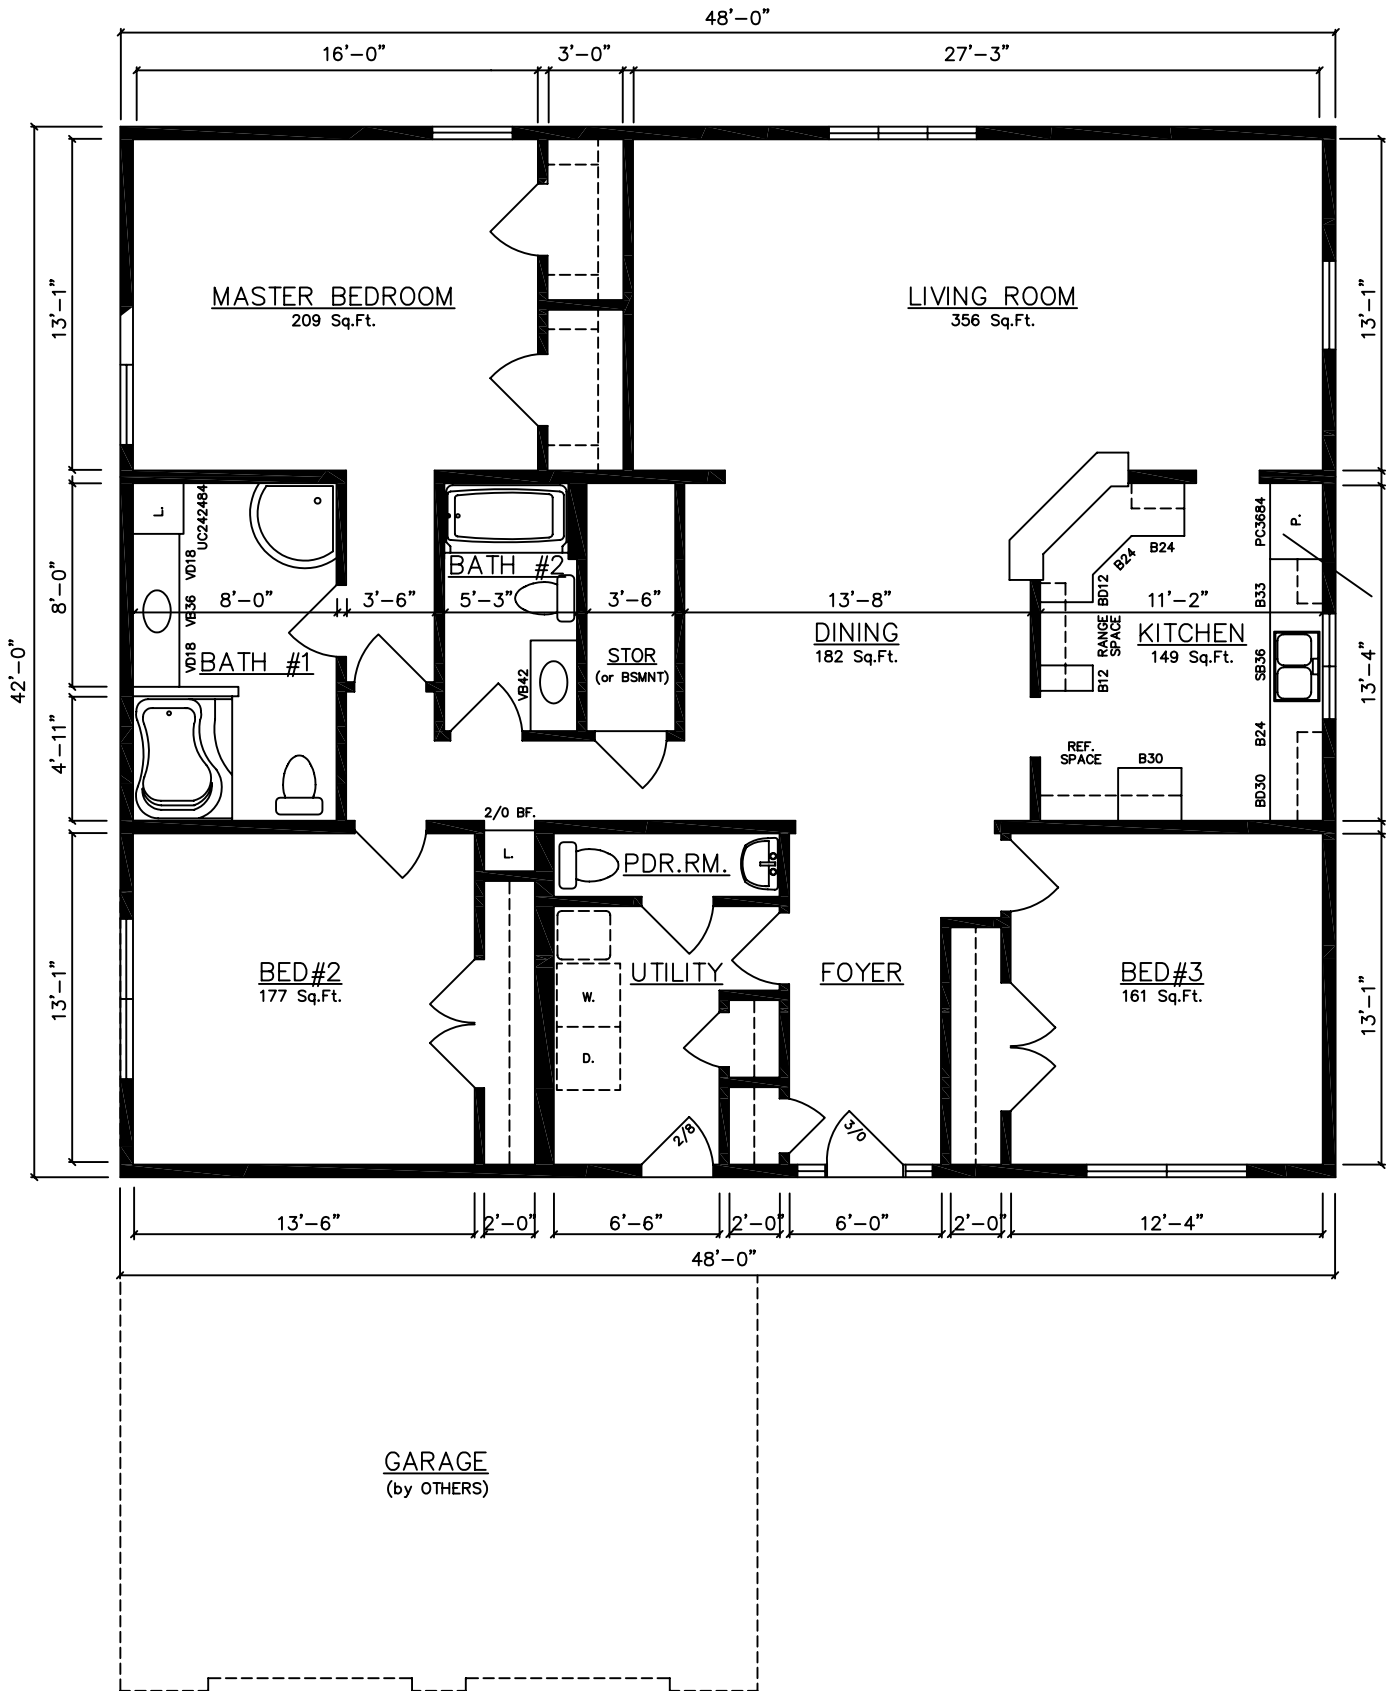 48'-0"
16'-0" 3'-0" 27'-3"
MASTER BEDROOM
209 Sq.Ft.
LIVING ROOM
356 Sq.Ft.
13'-1"
13'-1"
42'-0"
8'-0"
4'-11"
13'-4"
L.
UC242484
VD18
VB36
VD18
BATH #1
BATH #2
VB42
8'-0" 3'-6" 5'-3" 3'-6" 13'-8" 11'-2"
STOR
(or BSMNT)
DINING
182 Sq.Ft.
KITCHEN
149 Sq.Ft.
B24
B24
BD12
RANGE
SPACE
B12
PC3684
P.
B33
SB36
B24
BD30
REF.
SPACE
B30
2/0 BF.
L.
PDR.RM.
13'-1"
BED#2
177 Sq.Ft.
UTILITY
W.
D.
FOYER
BED#3
161 Sq.Ft.
13'-1"
2/8
3/0
13'-6" 2'-0" 6'-6" 2'-0" 6'-0" 2'-0" 12'-4"
48'-0"
GARAGE
(by OTHERS)